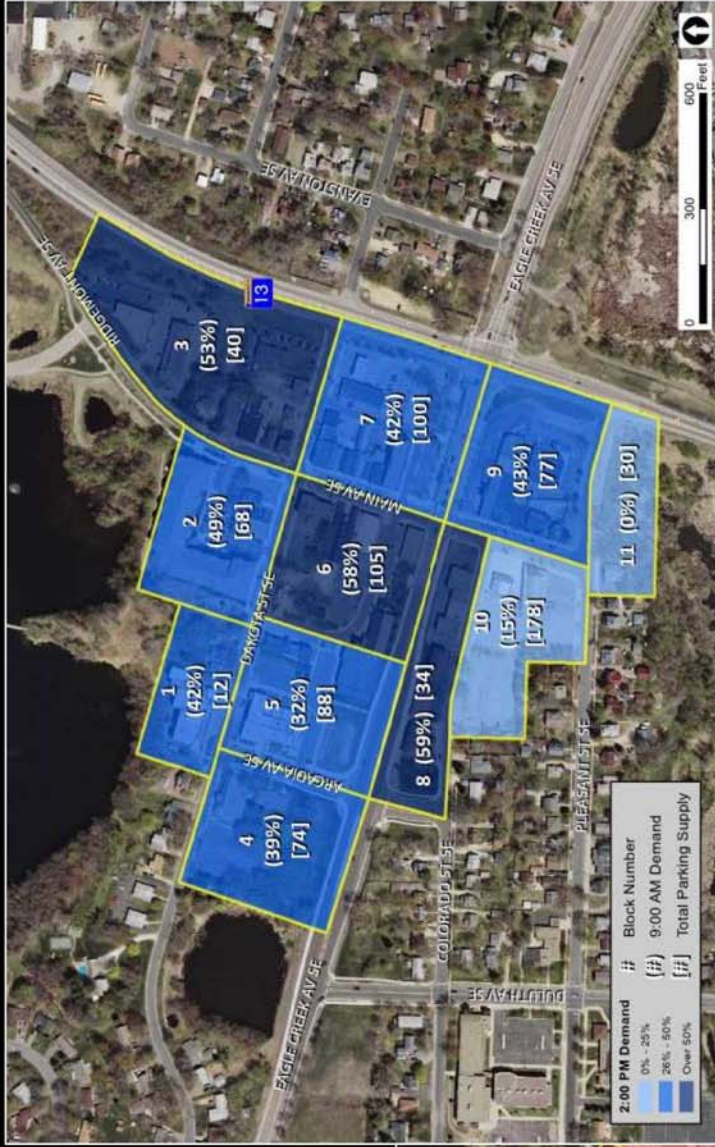 RIDGEMONT AV SE
EVANSTON AV SE
13
3
(53%)
[40]
2
(49%)
[68]
1
(42%)
[12]
DAKOTA ST SE
MAIN AV SE
7
(42%)
[100]
6
(58%)
[105]
5
(32%)
[88]
ARCADIA AV SE
4
(39%)
[74]
EAGLE CREEK AV SE
9
(43%)
[77]
8 (59%) [34]
10
(15%)
[178]
11 (0%) [30]
EAGLE CREEK AV SE
COLORADO ST SE
PLEASANT ST SE
DULUTH AV SE
2:00 PM Demand
0% - 25%
26% - 50%
Over 50%
# Block Number
(#) 9:00 AM Demand
[#] Total Parking Supply
0 300 600
Feet